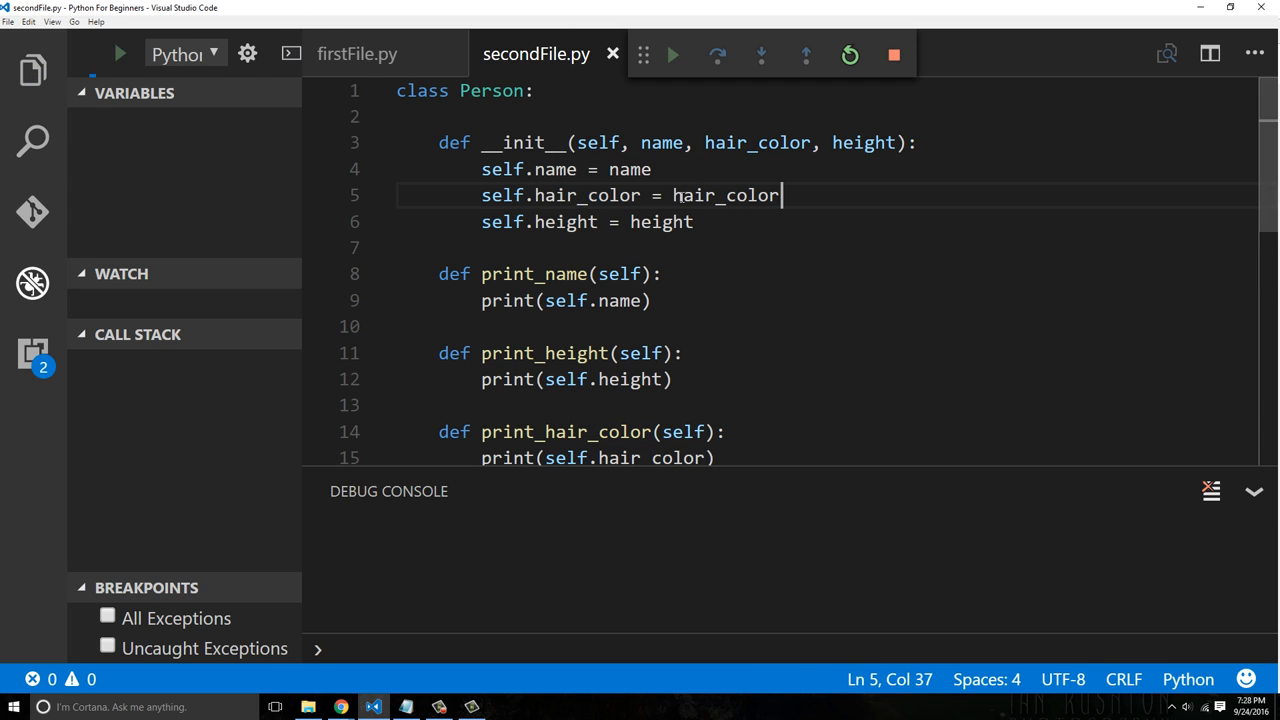 secondFile.py - Python For Beginners - Visual Studio Code
File Edit View Go Help
Pythor
firstFile.py
secondFile.py
VARIABLES
WATCH
CALL STACK
BREAKPOINTS
All Exceptions
Uncaught Exceptions
2
1 class Person:
2
3 def __init__(self, name, hair_color, height):
4 self.name = name
5 self.hair_color = hair_color
6 self.height = height
7
8 def print_name(self):
9 print(self.name)
10
11 def print_height(self):
12 print(self.height)
13
14 def print_hair_color(self):
15 print(self.hair color)
DEBUG CONSOLE
0 0
Ln 5, Col 37 Spaces: 4 UTF-8 CRLF Python
I'm Cortana. Ask me anything.
7:28 PM
9/24/2016